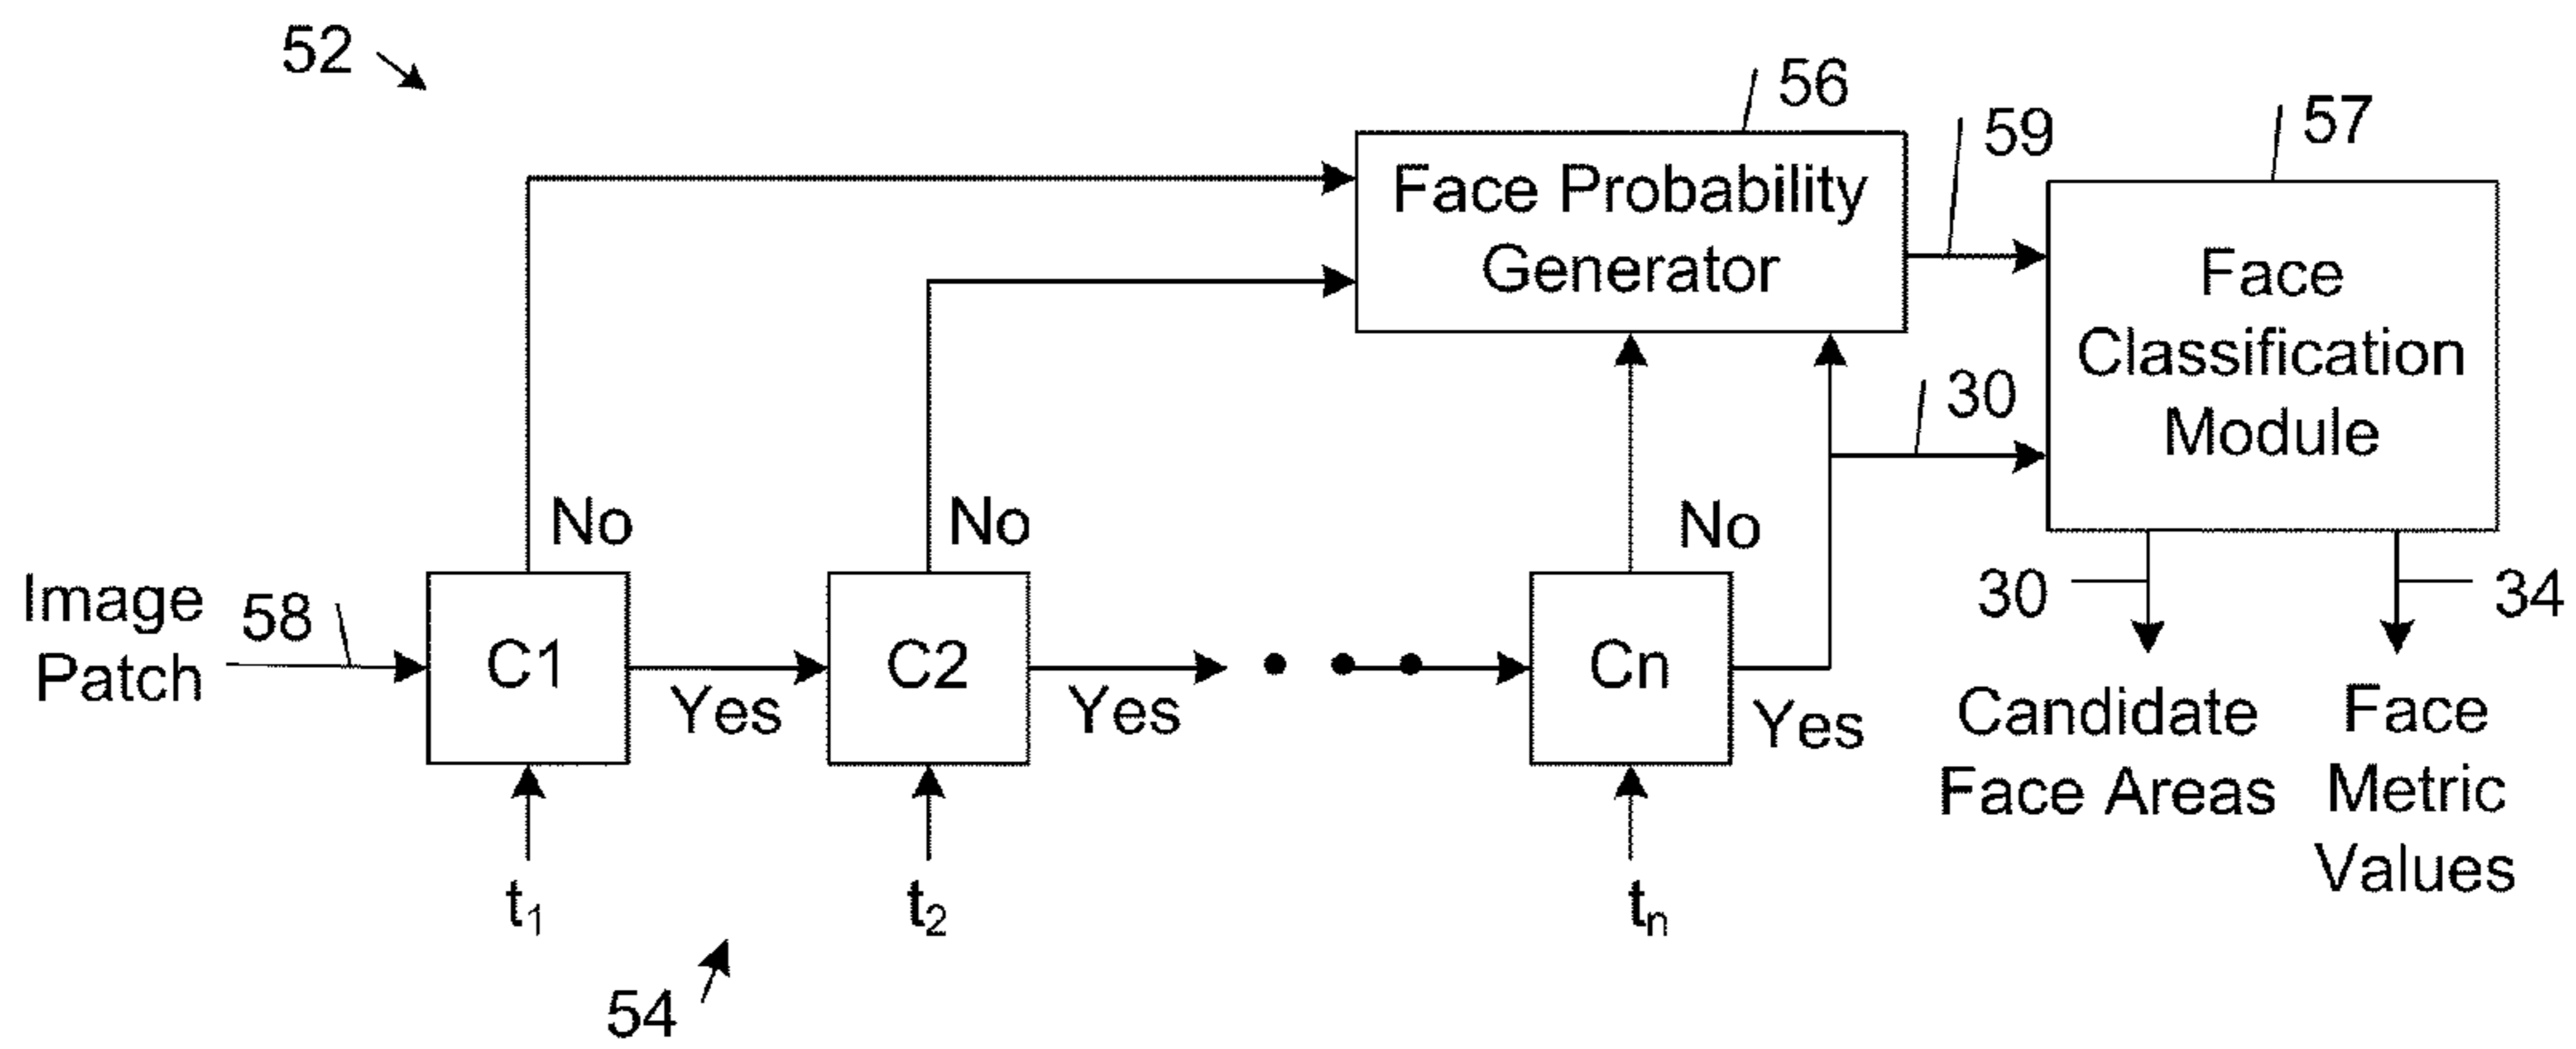 52
56
59
57
Face Probability
Generator
Face
Classification
Module
30
No
No
No
Image
Patch
58
C1
Yes
C2
Yes
Cn
Yes
30
34
Candidate
Face Areas
Face
Metric
Values
t1
t2
tn
54